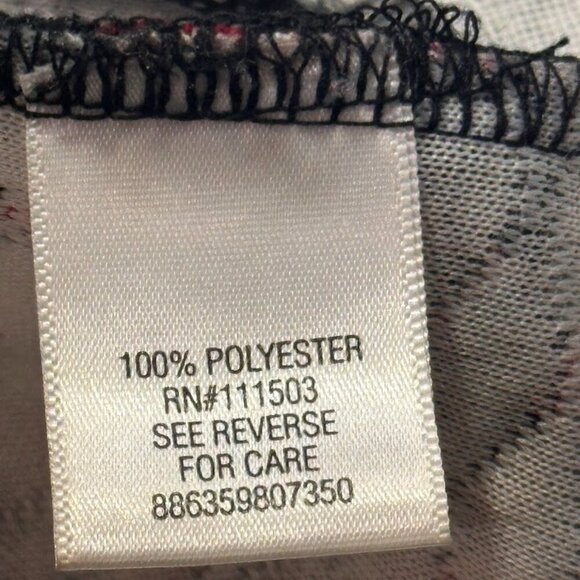 100% POLYESTER
RN#111503
SEE REVERSE
FOR CARE
886359807350